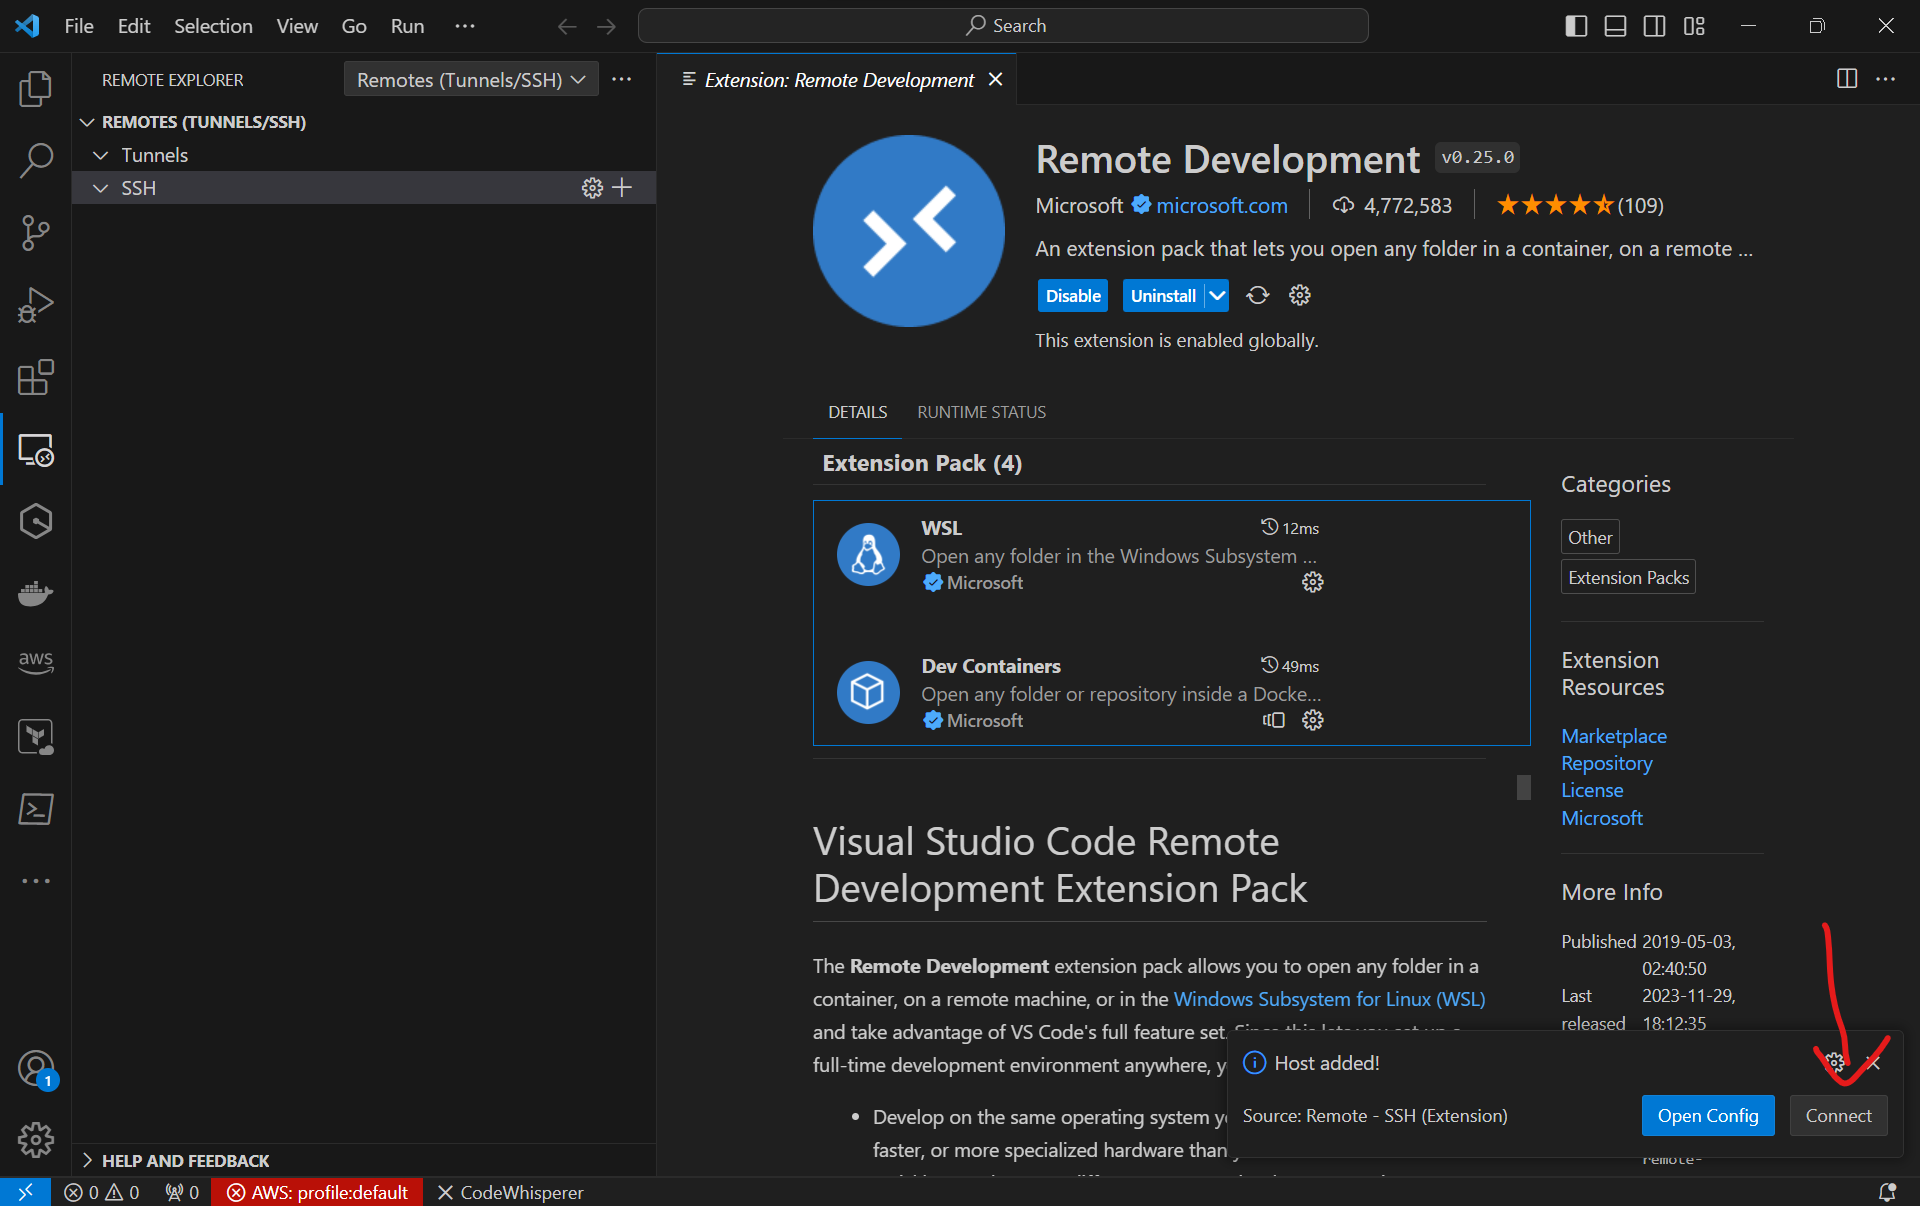 File Edit Selection View Go Run ···
Search
REMOTE EXPLORER
Remotes (Tunnels/SSH)
REMOTES (TUNNELS/SSH)
Tunnels
SSH
aws
1
HELP AND FEEDBACK
Extension: Remote Development
Remote Development v0.25.0
Microsoft microsoft.com 4,772,583 (109)
An extension pack that lets you open any folder in a container, on a remote ...
Disable Uninstall
This extension is enabled globally.
DETAILS RUNTIME STATUS
Extension Pack (4)
WSL 12ms
Open any folder in the Windows Subsystem ...
Microsoft
Dev Containers 49ms
Open any folder or repository inside a Docke...
Microsoft
Visual Studio Code Remote
Development Extension Pack
The Remote Development extension pack allows you to open any folder in a
container, on a remote machine, or in the Windows Subsystem for Linux (WSL)
and take advantage of VS Code's full feature set.
full-time development environment anywhere,
• Develop on the same operating system
faster, or more specialized hardware than
Categories
Other
Extension Packs
Extension
Resources
Marketplace
Repository
License
Microsoft
More Info
Published 2019-05-03,
02:40:50
Last 2023-11-29,
released 18:12:35
Host added!
Source: Remote - SSH (Extension)
Open Config Connect
0 0 0 AWS: profile:default CodeWhisperer